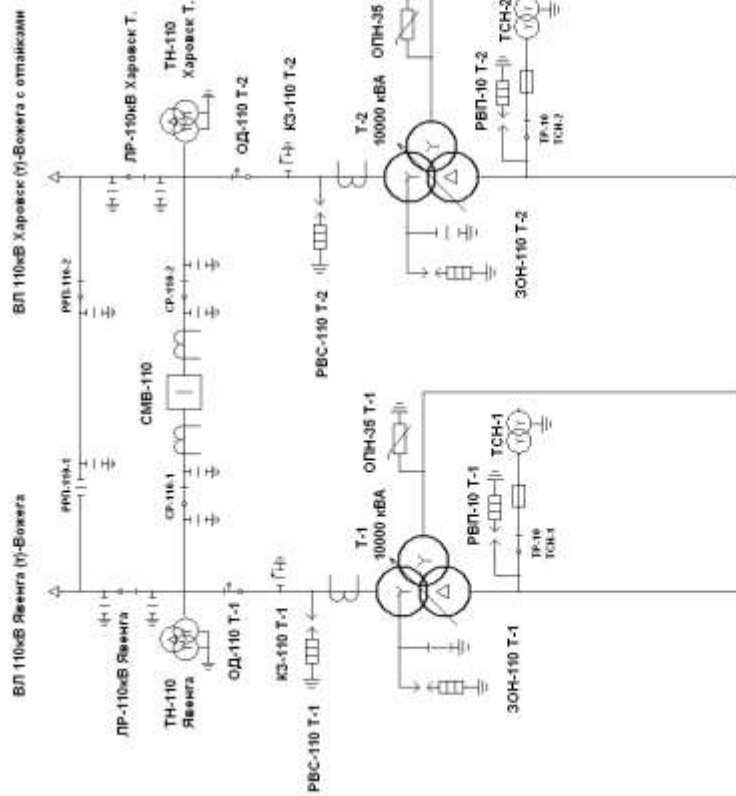 ВЛ 110кВ Явенга (т)-Вожега
ВЛ 110кВ Харовск (т)-Вожега с отпайками
ЛР-110кВ Явенга
РРП-110-1
РРП-110-2
ЛР-110кВ Харовск Т.
ТН-110
Явенга
СР-110-1
СМВ-110
СР-110-2
ТН-110
Харовск Т.
ОД-110 Т-1
ОД-110 Т-2
КЗ-110 Т-1
КЗ-110 Т-2
РВС-110 Т-1
РВС-110 Т-2
Т-1
10000 кВА
ОПН-35 Т-1
Т-2
10000 кВА
ОПН-35
РВП-10 Т-1
ТСН-1
РВП-10 Т-2
ТСН-2
ТР-10
ТСН-1
ТР-10
ТСН-2
ЗОН-110 Т-1
ЗОН-110 Т-2